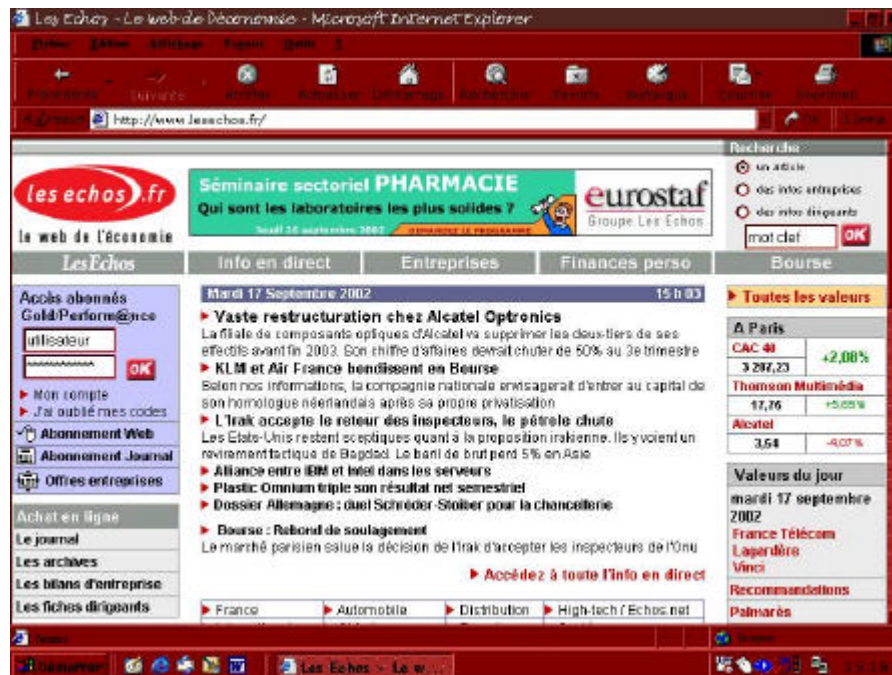 Les Echos - Le web de l'économie - Microsoft Internet Explorer
Suivante
http://www.lesechos.fr/
Recherche
un article
des infos entreprises
des infos dirigeants
mot clef OK
les echos.fr
le web de l'économie
Séminaire sectoriel PHARMACIE
Qui sont les laboratoires les plus solides ?
Jeudi 26 septembre 2002 DEMANDEZ LE PROGRAMME
eurostaf
Groupe Les Echos
Les Echos Info en direct Entreprises Finances perso Bourse
Accès abonnés
Gold/Perform@nce
utilisateur
OK
Mon compte
J'ai oublié mes codes
Abonnement Web
Abonnement Journal
Offres entreprises
Achat en ligne
Le journal
Les archives
Les bilans d'entreprise
Les fiches dirigeants
Mardi 17 Septembre 2002 15 h 03
Vaste restructuration chez Alcatel Optronics
La filiale de composants optiques d'Alcatel va supprimer les deux-tiers de ses
effectifs avant fin 2003. Son chiffre d'affaires devrait chuter de 50% au 3e trimestre
KLM et Air France bondissent en Bourse
Selon nos informations, la compagnie nationale envisagerait d'entrer au capital de
son homologue néerlandais après sa propre privatisation
L'Irak accepte le retour des inspecteurs, le pétrole chute
Les Etats-Unis restent sceptiques quant à la proposition irakienne. Ils y voient un
revirement tactique de Bagdad. Le baril de brut perd 5% en Asie
Alliance entre IBM et Intel dans les serveurs
Plastic Omnium triple son résultat net semestriel
Dossier Allemagne : duel Schröder-Stoiber pour la chancellerie
Bourse : Rebond de soulagement
Le marché parisien salue la décision de l'Irak d'accepter les inspecteurs de l'Onu
Accédez à toute l'info en direct
France Automobile Distribution High-tech / Echos.net
Toutes les valeurs
A Paris
CAC 40
3 207,23 +2,08%
Thomson Multimédia
17,76 +5,65%
Alcatel
3,54 -4,07%
Valeurs du jour
mardi 17 septembre
2002
France Télécom
Lagardère
Vinci
Recommandations
Palmarès
Démarrer Les Echos - Le w...